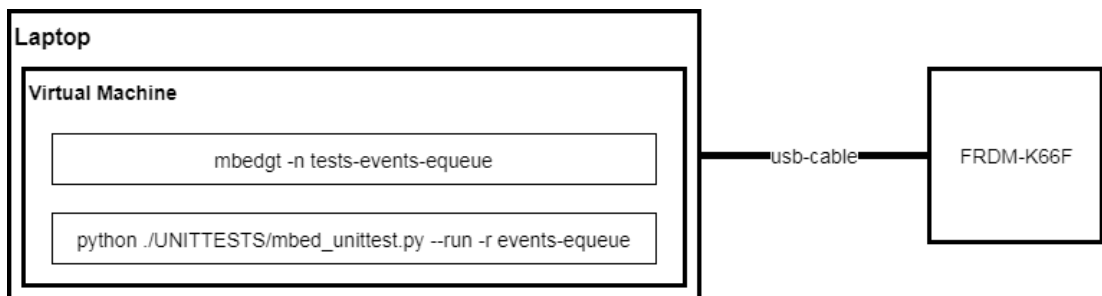 Laptop
Virtual Machine
mbedgt -n tests-events-equeue
python ./UNITTESTS/mbed_unittest.py --run -r events-equeue
usb-cable
FRDM-K66F